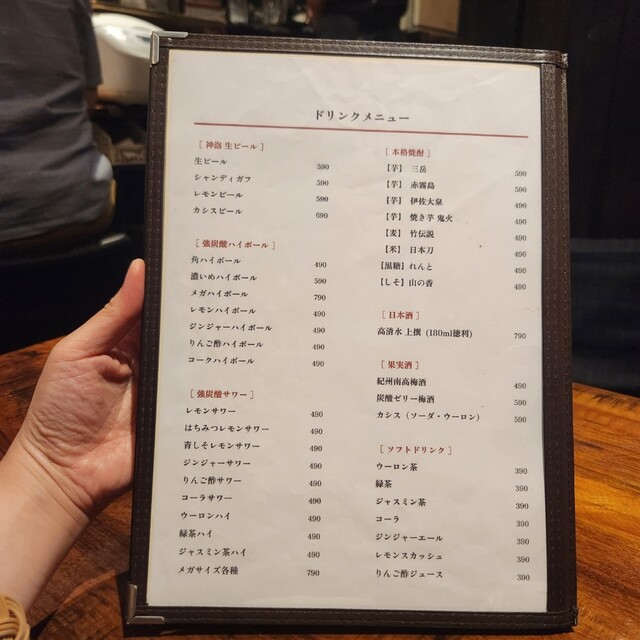 ドリンクメニュー
[ 神泡 生ビール ]
生ビール 590
シャンディガフ 590
レモンビール 590
カシスビール 690
[ 強炭酸ハイボール ]
角ハイボール 490
濃いめハイボール 590
メガハイボール 790
レモンハイボール 490
ジンジャーハイボール 490
りんご酢ハイボール 490
コークハイボール 490
[ 強炭酸サワー ]
レモンサワー 490
はちみつレモンサワー 490
青しそレモンサワー 490
ジンジャーサワー 490
りんご酢サワー 490
コーラサワー 490
ウーロンハイ 490
緑茶ハイ 490
ジャスミン茶ハイ 490
メガサイズ各種 790
[ 本格焼酎 ]
【芋】 三岳 590
【芋】 赤霧島 590
【芋】 伊佐大泉 490
【芋】 焼き芋 鬼火 490
【麦】 竹伝説 490
【米】 日本刀 490
【黒糖】れんと 490
【しそ】山の香 490
[ 日本酒 ]
高清水 上撰 (180ml徳利) 790
[ 果実酒 ]
紀州南高梅酒 490
炭酸ゼリー梅酒 590
カシス（ソーダ・ウーロン） 590
[ ソフトドリンク ]
ウーロン茶 390
緑茶 390
ジャスミン茶 390
コーラ 390
ジンジャーエール 390
レモンスカッシュ 390
りんご酢ジュース 390